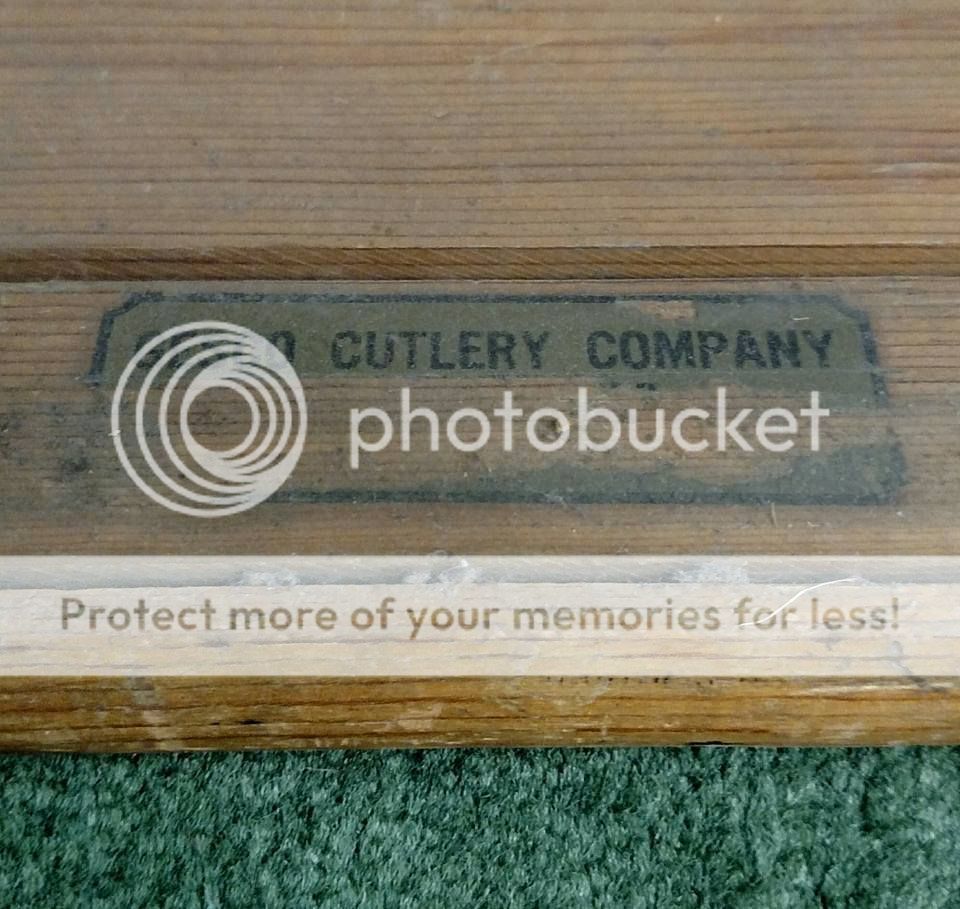 CUTLERY COMPANY
photobucket
Protect more of your memories for less!